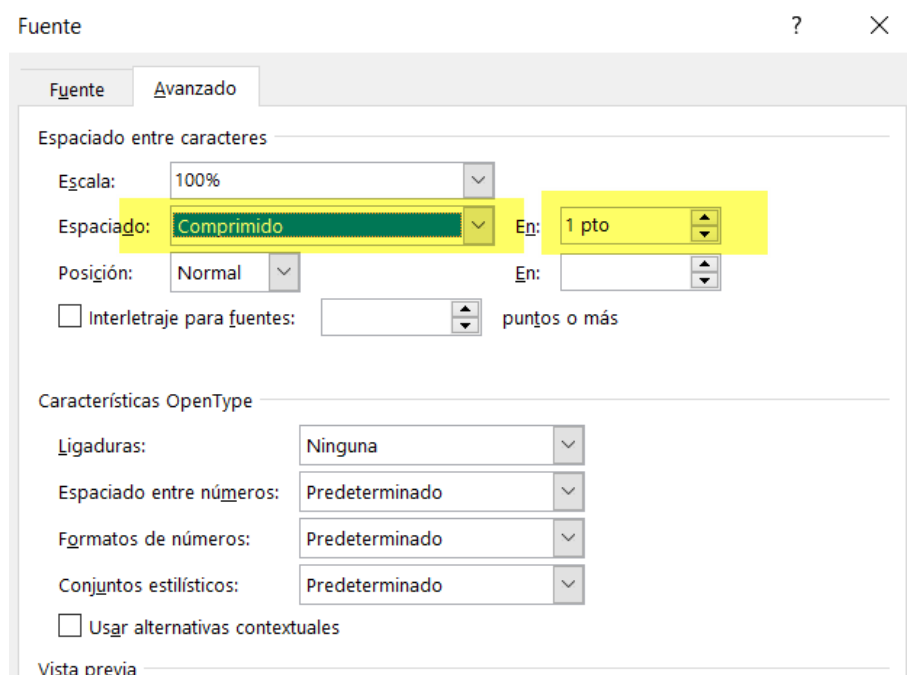 Fuente ?
Fuente Avanzado
Espaciado entre caracteres
Escala: 100%
Espaciado: Comprimido En: 1 pto
Posición: Normal En:
Interletraje para fuentes: puntos o más
Características OpenType
Ligaduras: Ninguna
Espaciado entre números: Predeterminado
Formatos de números: Predeterminado
Conjuntos estilísticos: Predeterminado
Usar alternativas contextuales
Vista previa